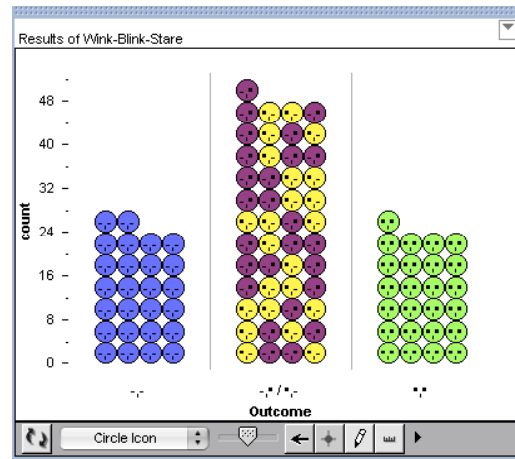 Results of Wink-Blink-Stare
48
40
32
24
16
8
0
count
-,- -,▪ / ▪,- ▪,▪
Outcome
Circle Icon